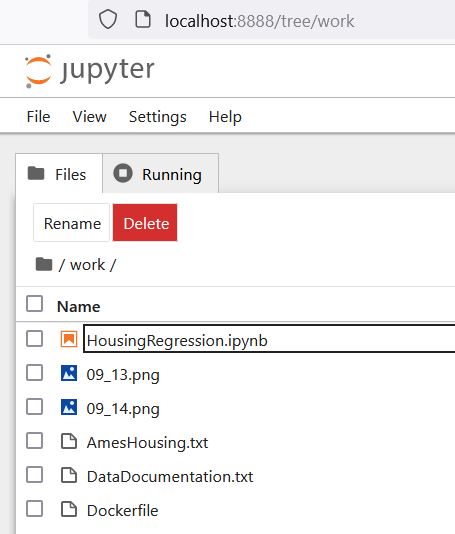 localhost:8888/tree/work
jupyter
File View Settings Help
Files Running
Rename Delete
/ work /
Name
HousingRegression.ipynb
09_13.png
09_14.png
AmesHousing.txt
DataDocumentation.txt
Dockerfile